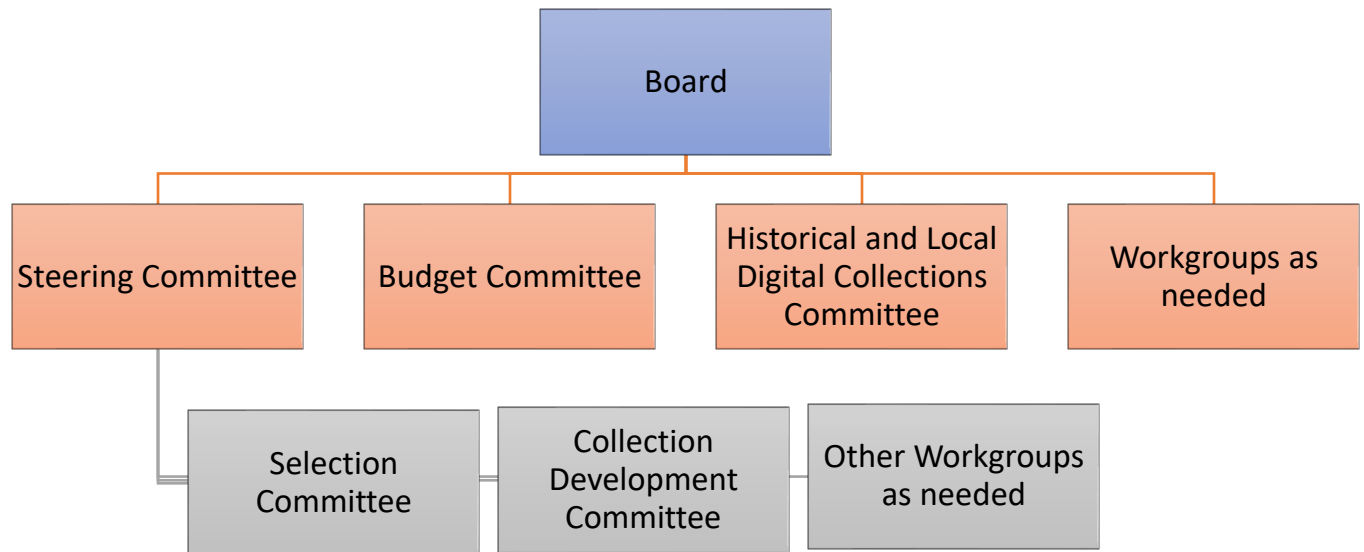 Board
Steering Committee
Budget Committee
Historical and Local
Digital Collections
Committee
Workgroups as
needed
Selection
Committee
Collection
Development
Committee
Other Workgroups
as needed